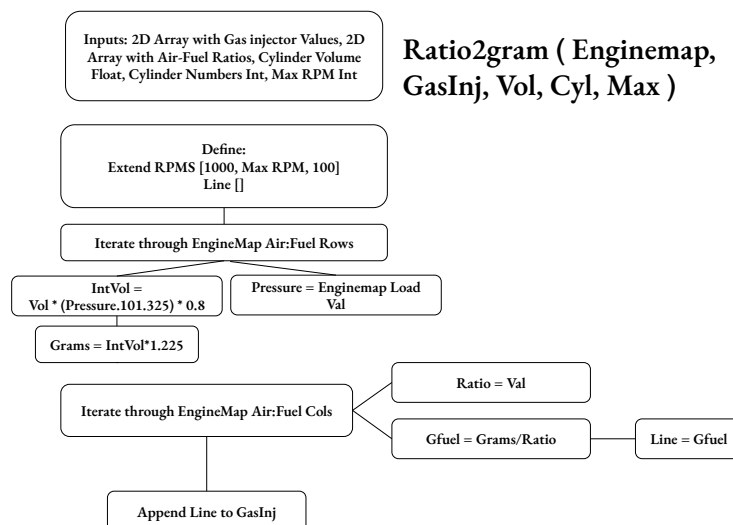 Inputs: 2D Array with Gas injector Values, 2D
Array with Air-Fuel Ratios, Cylinder Volume
Float, Cylinder Numbers Int, Max RPM Int
Ratio2gram ( Enginemap,
GasInj, Vol, Cyl, Max )
Define:
Extend RPMS [1000, Max RPM, 100]
Line []
Iterate through EngineMap Air:Fuel Rows
IntVol =
Vol * (Pressure.101.325) * 0.8
Pressure = Enginemap Load
Val
Grams = IntVol*1.225
Iterate through EngineMap Air:Fuel Cols
Ratio = Val
Gfuel = Grams/Ratio
Line = Gfuel
Append Line to GasInj